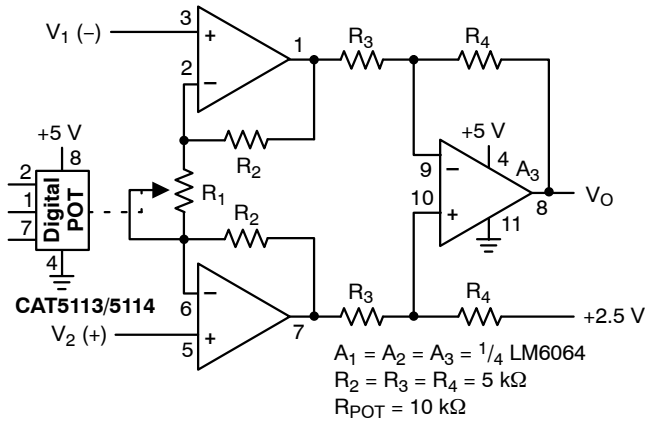 V1 (−)
3
+
1
2
−
R3
R4
R2
+5 V
8
2
1
7
Digital
POT
4
R1
R2
+5 V
4
9
−
A3
10
+
8
11
VO
CAT5113/5114
6
−
7
V2 (+)
5
+
R3
R4
+2.5 V
A1 = A2 = A3 = 1/4 LM6064
R2 = R3 = R4 = 5 kΩ
RPOT = 10 kΩ